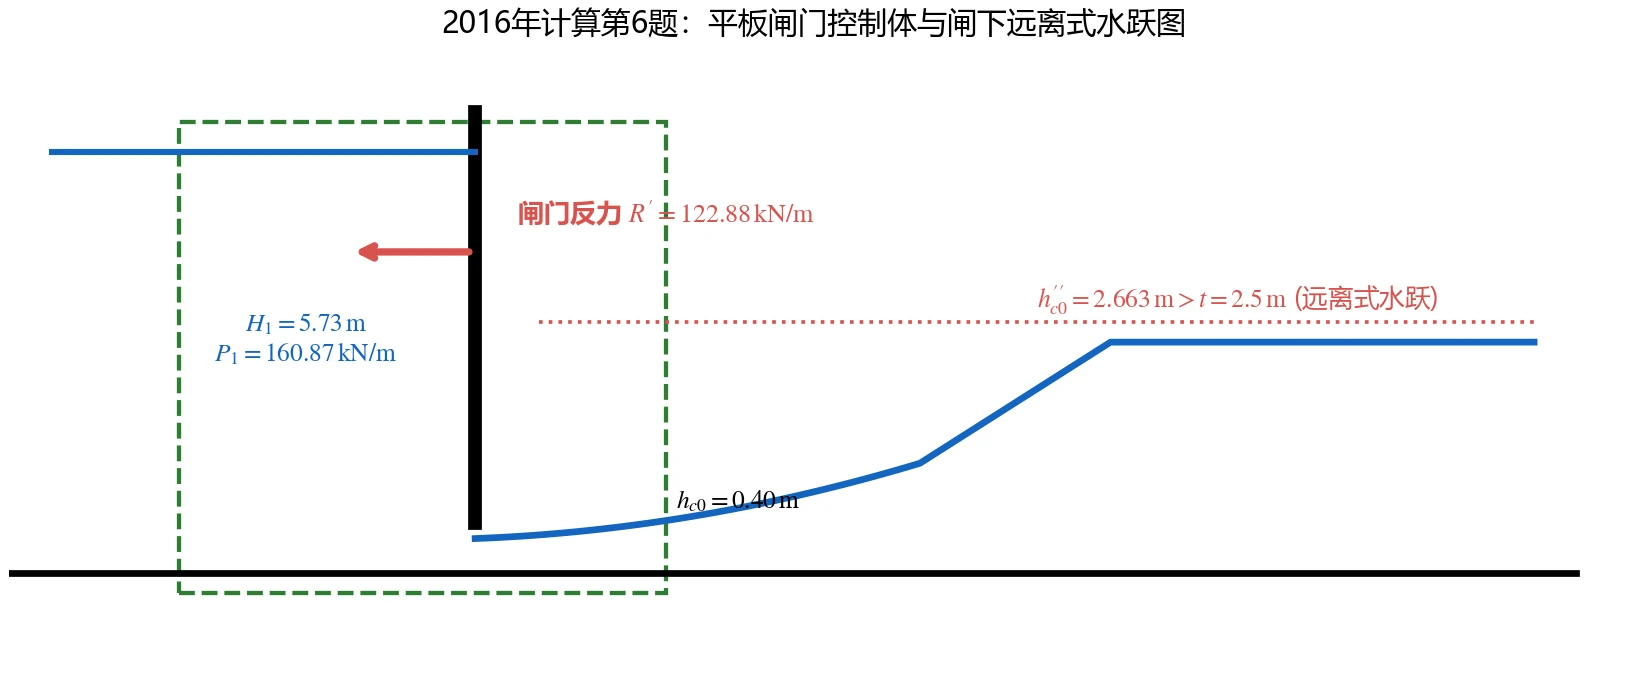 2016年计算第6题：平板闸门控制体与闸下远离式水跃图
闸门反力 R′ = 122.88 kN/m
h″c0 = 2.663 m > t = 2.5 m (远离式水跃)
H₁ = 5.73 m
P₁ = 160.87 kN/m
hc0 = 0.40 m